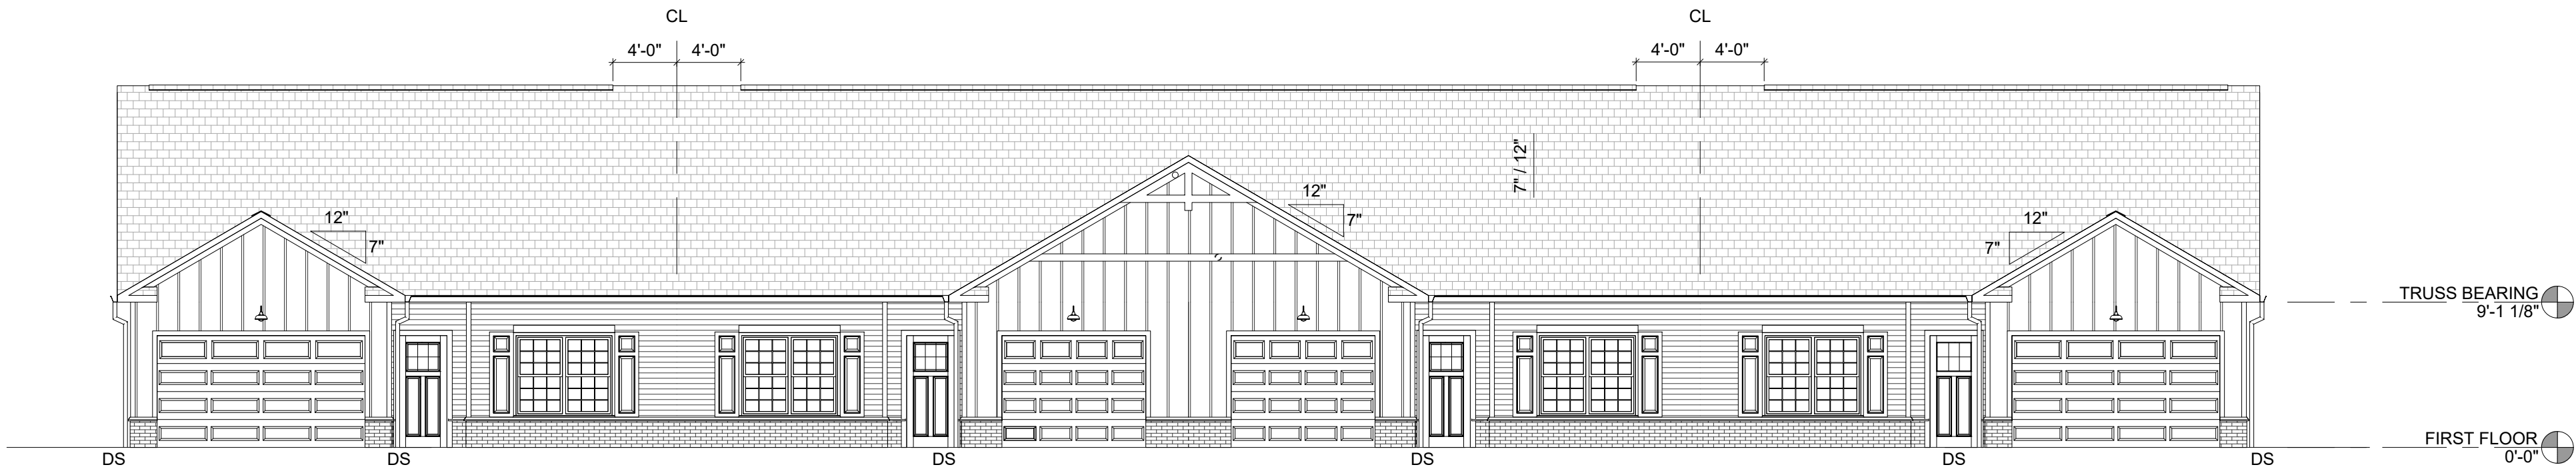 CL
CL
4'-0" 4'-0"
4'-0" 4'-0"
7" / 12"
12"
7"
12"
7"
12"
7"
TRUSS BEARING
9'-1 1/8"
FIRST FLOOR
0'-0"
DS
DS
DS
DS
DS
DS